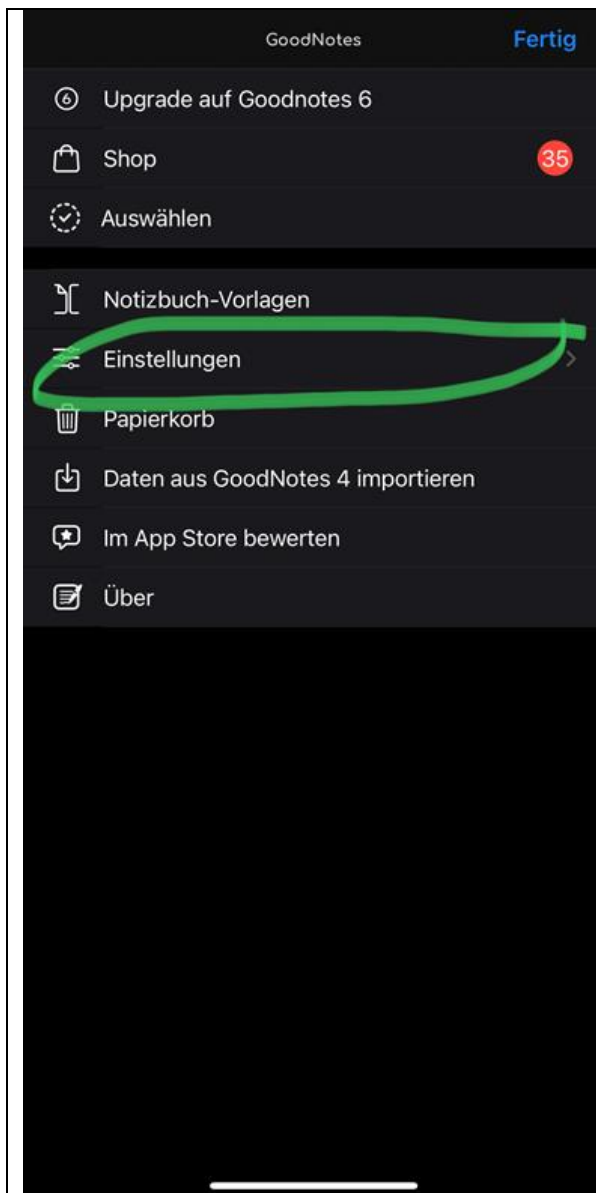 GoodNotes
Fertig
6
Upgrade auf Goodnotes 6
Shop
35
Auswählen
Notizbuch-Vorlagen
Einstellungen
Papierkorb
Daten aus GoodNotes 4 importieren
Im App Store bewerten
Über